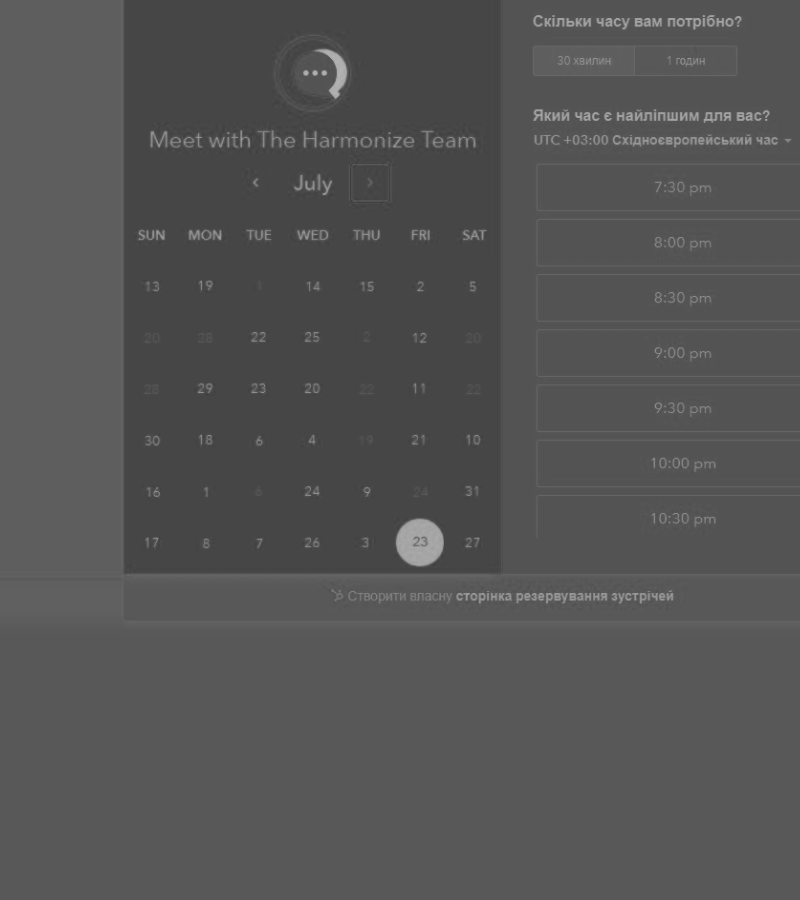 Meet with The Harmonize Team
July
SUN MON TUE WED THU FRI SAT
13 19 1 14 15 2 5
20 28 22 25 2 12 20
28 29 23 20 22 11 22
30 18 6 4 19 21 10
16 1 6 24 9 24 31
17 8 7 26 3 23 27
Скільки часу вам потрібно?
30 хвилин 1 годин
Який час є найліпшим для вас?
UTC +03:00 Східноєвропейський час
7:30 pm
8:00 pm
8:30 pm
9:00 pm
9:30 pm
10:00 pm
10:30 pm
Створити власну сторінка резервування зустрічей